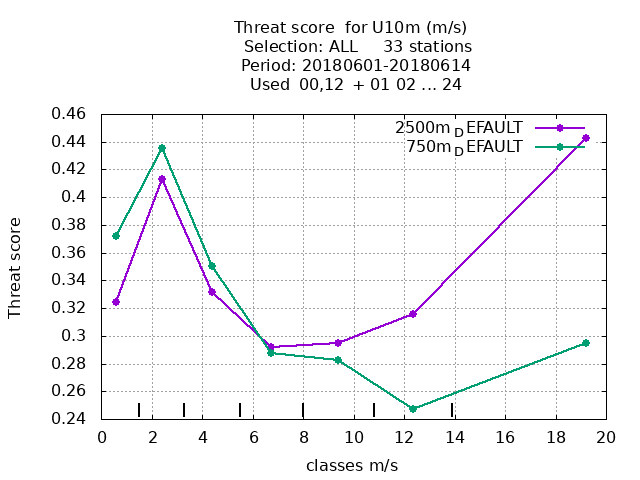 Threat score  for U10m (m/s)
Selection: ALL     33 stations
Period: 20180601-20180614
Used  00,12  + 01 02 ... 24
2500m_DEFAULT
750m_DEFAULT
0.46
0.44
0.42
0.4
0.38
0.36
0.34
0.32
0.3
0.28
0.26
0.24
Threat score
0 2 4 6 8 10 12 14 16 18 20
classes m/s